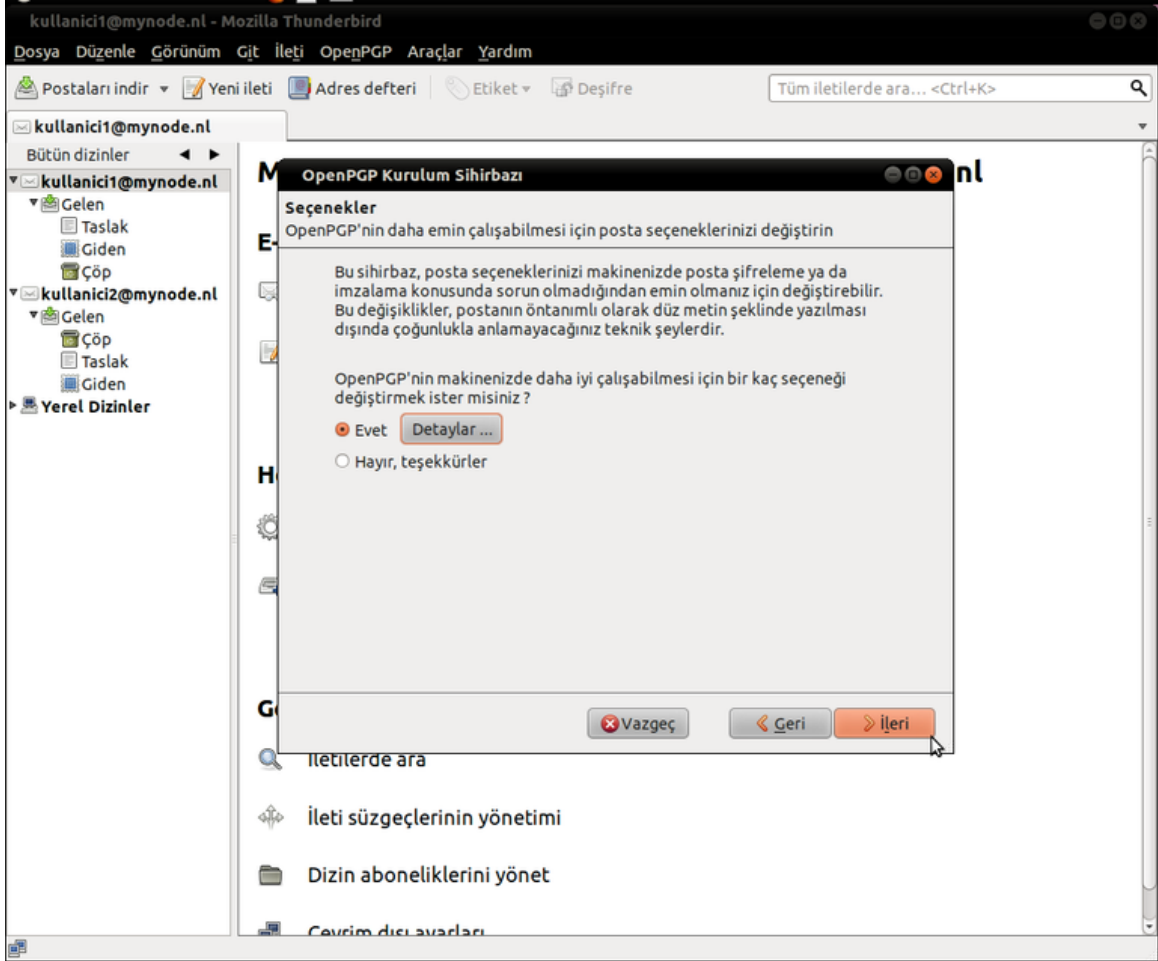 kullanici1@mynode.nl - Mozilla Thunderbird
Dosya Düzenle Görünüm Git İleti OpenPGP Araçlar Yardım
Postaları indir Yeni ileti Adres defteri Etiket Deşifre Tüm iletilerde ara... <Ctrl+K>
kullanici1@mynode.nl
Bütün dizinler
kullanici1@mynode.nl
Gelen
Taslak
Giden
Çöp
kullanici2@mynode.nl
Gelen
Çöp
Taslak
Giden
Yerel Dizinler
M nl
E-
H
G
OpenPGP Kurulum Sihirbazı
Seçenekler
OpenPGP'nin daha emin çalışabilmesi için posta seçeneklerinizi değiştirin
Bu sihirbaz, posta seçeneklerinizi makinenizde posta şifreleme ya da
imzalama konusunda sorun olmadığından emin olmanız için değiştirebilir.
Bu değişiklikler, postanın öntanımlı olarak düz metin şeklinde yazılması
dışında çoğunlukla anlamayacağınız teknik şeylerdir.
OpenPGP'nin makinenizde daha iyi çalışabilmesi için bir kaç seçeneği
değiştirmek ister misiniz ?
Evet Detaylar ...
Hayır, teşekkürler
Vazgeç Geri İleri
İletilerde ara
İleti süzgeçlerinin yönetimi
Dizin aboneliklerini yönet
Çevrim dışı ayarları